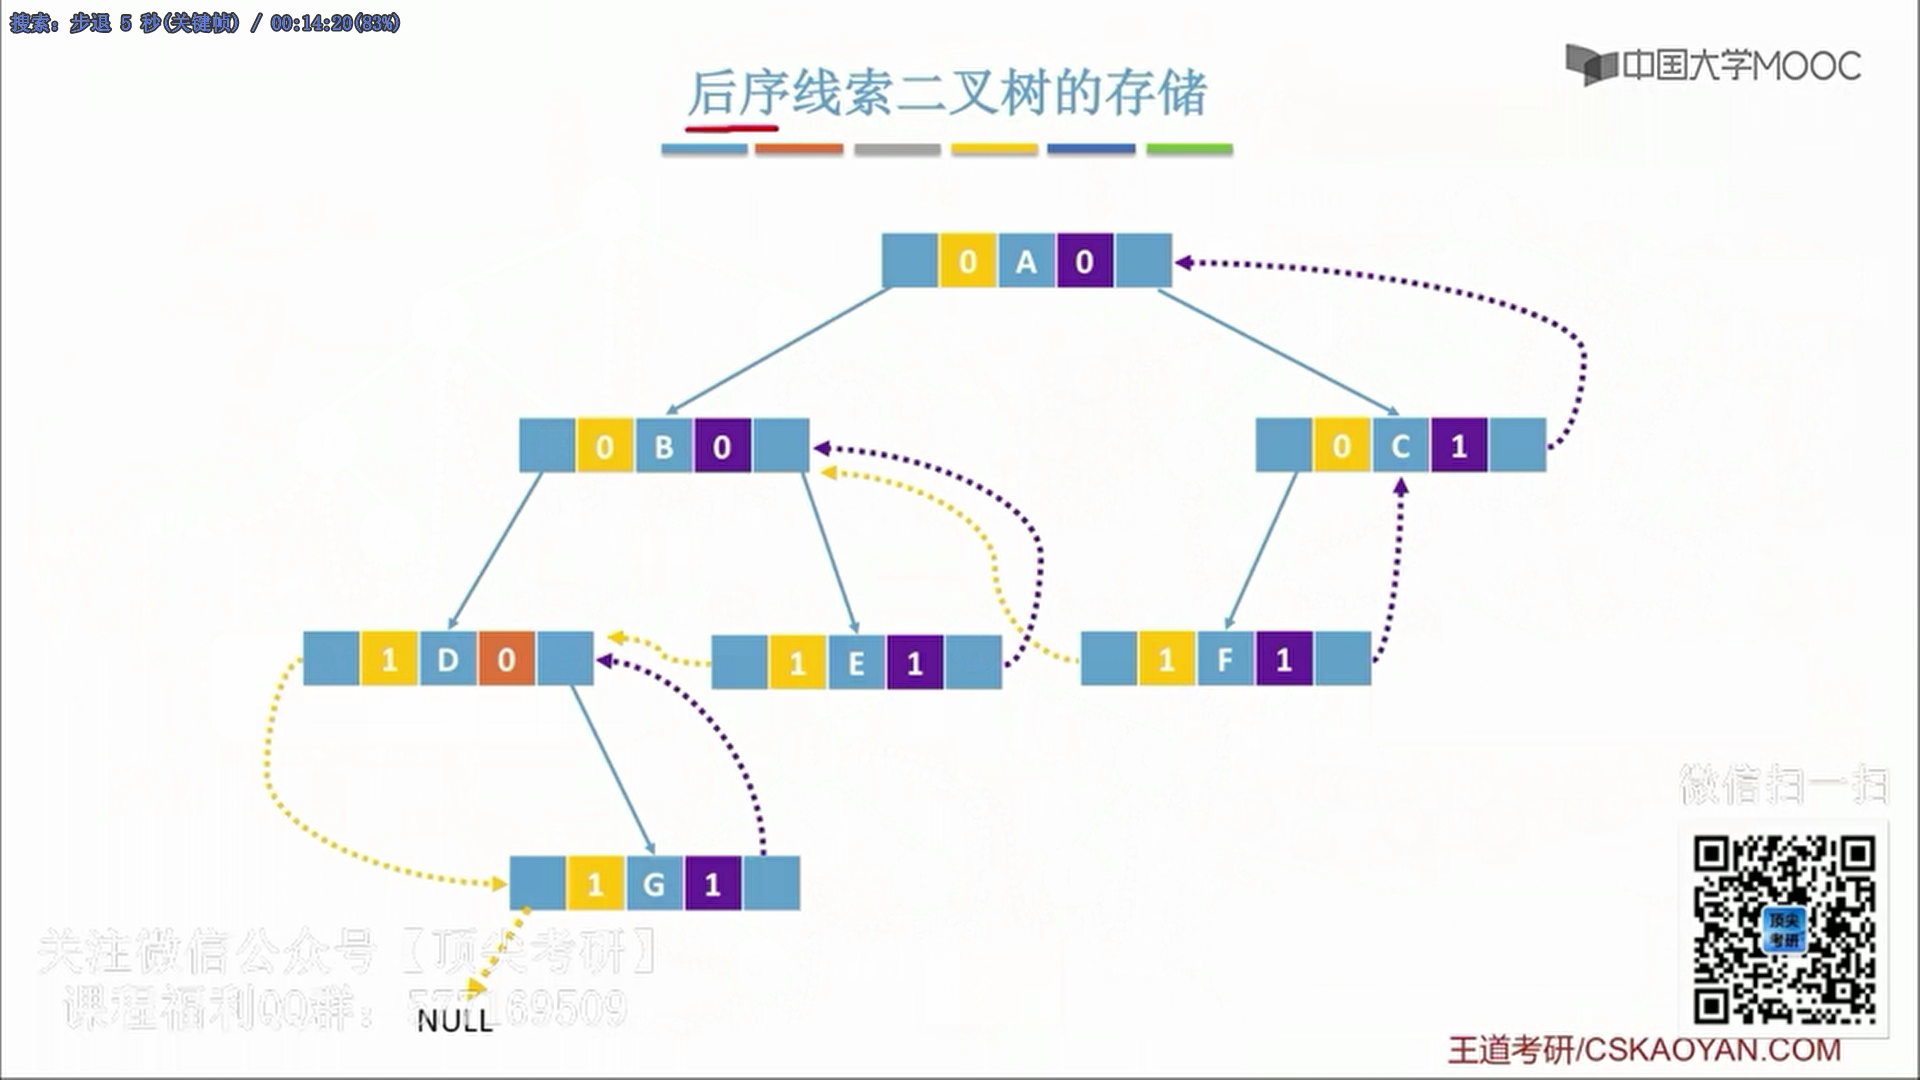 搜索: 步退 5 秒(关键帧) / 00:14:20(83%)
中国大学MOOC
后序线索二叉树的存储
0 A 0
0 B 0
0 C 1
1 D 0
1 E 1
1 F 1
1 G 1
NULL
微信扫一扫
顶尖
考研
关注微信公众号【顶尖考研】
课程福利QQ群:
169509
王道考研/CSKAOYAN.COM